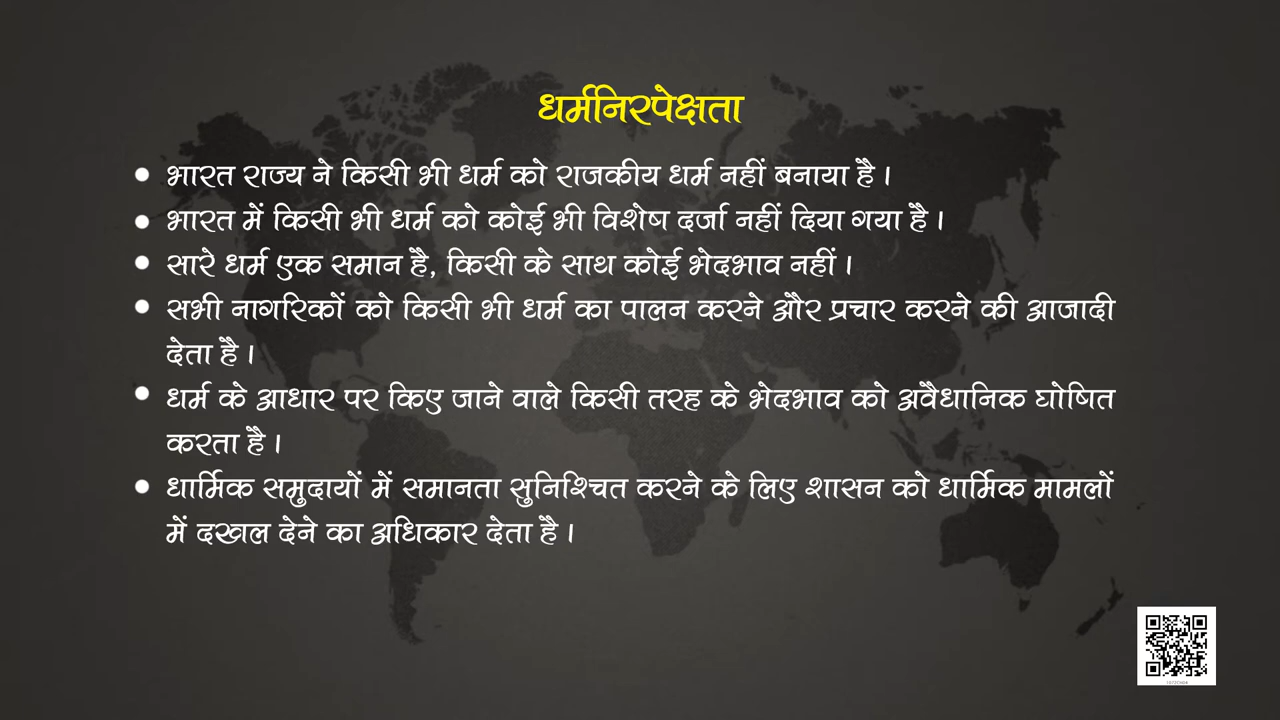 धर्मनिरपेक्षता
• भारत राज्य ने किसी भी धर्म को राजकीय धर्म नहीं बनाया है ।
• भारत में किसी भी धर्म को कोई भी विशेष दर्जा नहीं दिया गया है ।
• सारे धर्म एक समान है, किसी के साथ कोई भेदभाव नहीं ।
• सभी नागरिकों को किसी भी धर्म का पालन करने और प्रचार करने की आजादी
देता है ।
• धर्म के आधार पर किए जाने वाले किसी तरह के भेदभाव को अवैधानिक घोषित
करता है ।
• धार्मिक समुदायों में समानता सुनिश्चित करने के लिए शासन को धार्मिक मामलों
में दखल देने का अधिकार देता है ।